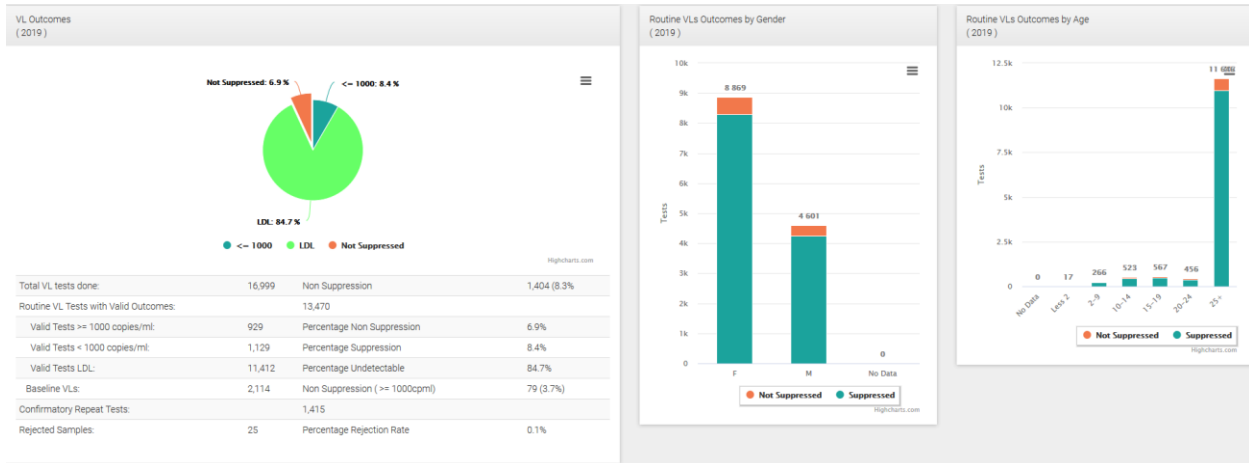 VL Outcomes
( 2019 )
Not Suppressed: 6.9 %
<= 1000: 8.4 %
LDL: 84.7 %
<= 1000 LDL Not Suppressed
Highcharts.com
Total VL tests done: 16,999 Non Suppression 1,404 (8.3%
Routine VL Tests with Valid Outcomes: 13,470
Valid Tests >= 1000 copies/ml: 929 Percentage Non Suppression 6.9%
Valid Tests < 1000 copies/ml: 1,129 Percentage Suppression 8.4%
Valid Tests LDL: 11,412 Percentage Undetectable 84.7%
Baseline VLs: 2,114 Non Suppression ( >= 1000cpml) 79 (3.7%)
Confirmatory Repeat Tests: 1,415
Rejected Samples: 25 Percentage Rejection Rate 0.1%
Routine VLs Outcomes by Gender
( 2019 )
10k
9k
8k
7k
6k
5k
4k
3k
2k
1k
0
Tests
8 869
4 601
0
F M No Data
Not Suppressed Suppressed
Highcharts.com
Routine VLs Outcomes by Age
( 2019 )
12.5k
10k
7.5k
5k
2.5k
0
Tests
0 17 266 523 567 456
No Data Less 2 2-9 10-14 15-19 20-24 25+
Not Suppressed Suppressed
Highcharts.com